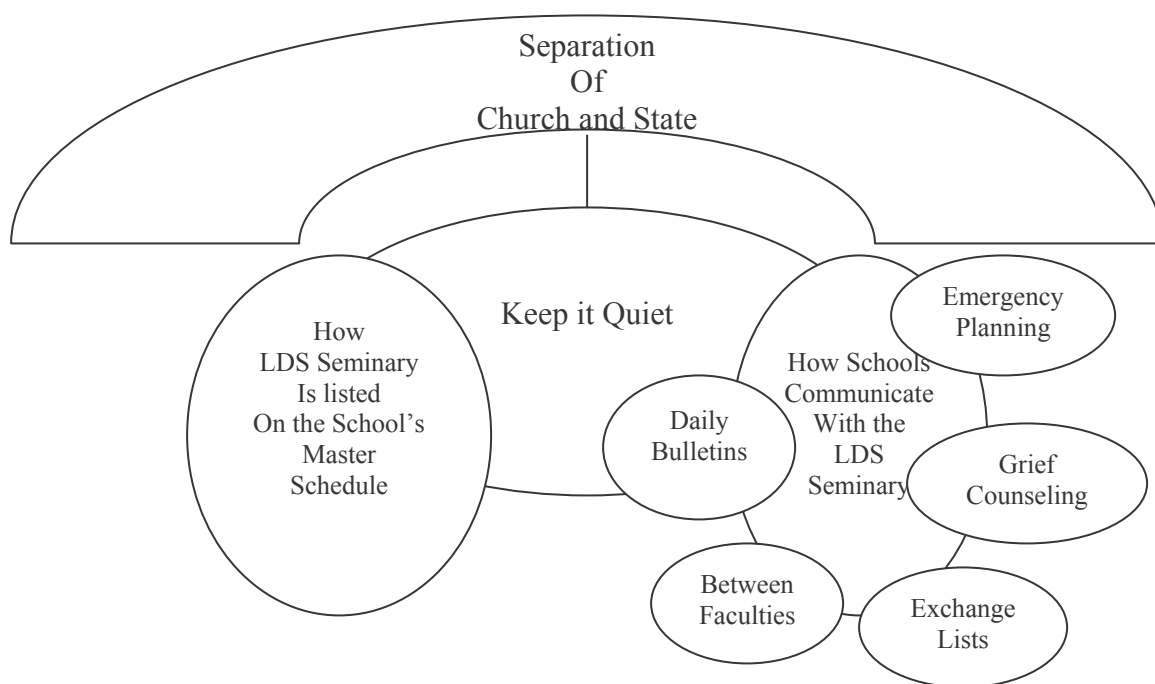 Separation
Of
Church and State
Keep it Quiet
How
LDS Seminary
Is listed
On the School's
Master
Schedule
How Schools
Communicate
With the
LDS
Seminary
Emergency
Planning
Daily
Bulletins
Grief
Counseling
Between
Faculties
Exchange
Lists